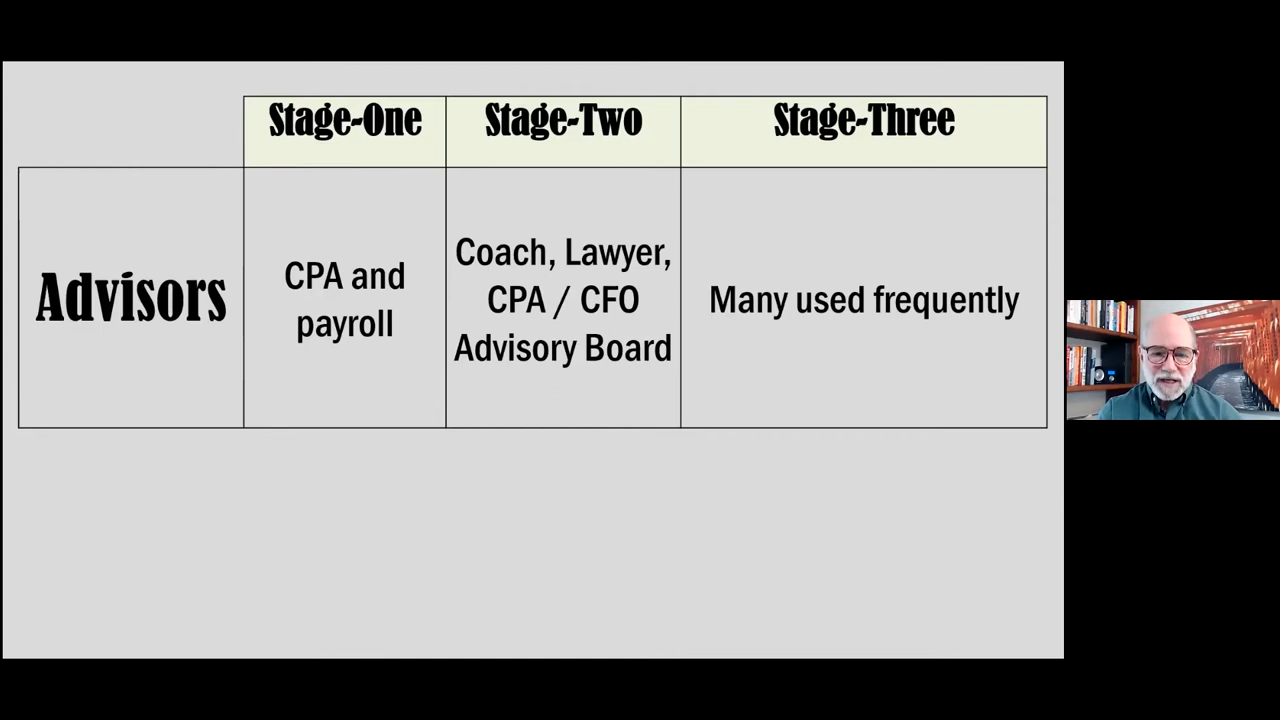 Stage-One
Stage-Two
Stage-Three
Advisors
CPA and
payroll
Coach, Lawyer,
CPA / CFO
Advisory Board
Many used frequently